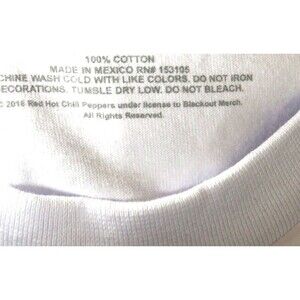 100% COTTON
MADE IN MEXICO RN# 153105
CHINE WASH COLD WITH LIKE COLORS. DO NOT IRON
DECORATIONS. TUMBLE DRY LOW. DO NOT BLEACH.
© 2016 Red Hot Chili Peppers under license to Blackout Merch.
All Rights Reserved.